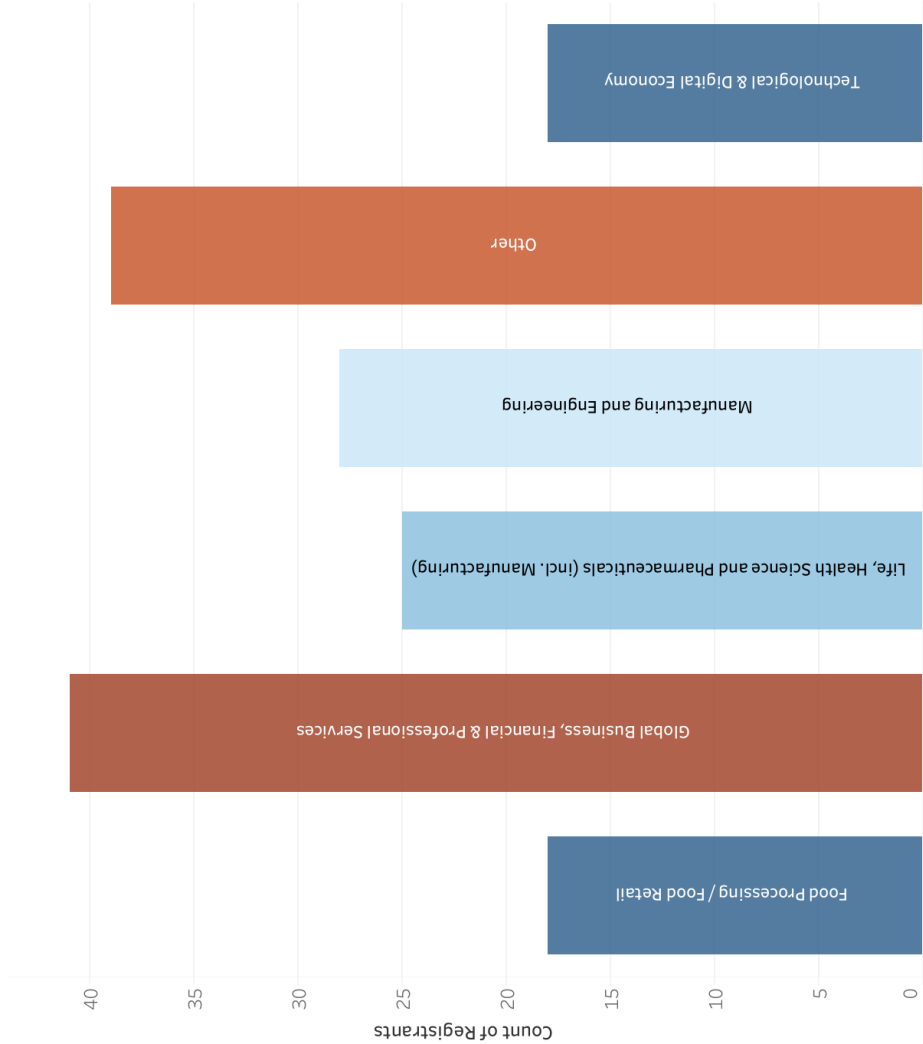 Count of Registrants
0
5
10
15
20
25
30
35
40
Food Processing / Food Retail
Global Business, Financial & Professional Services
Life, Health Science and Pharmaceuticals (incl. Manufacturing)
Manufacturing and Engineering
Other
Technological & Digital Economy